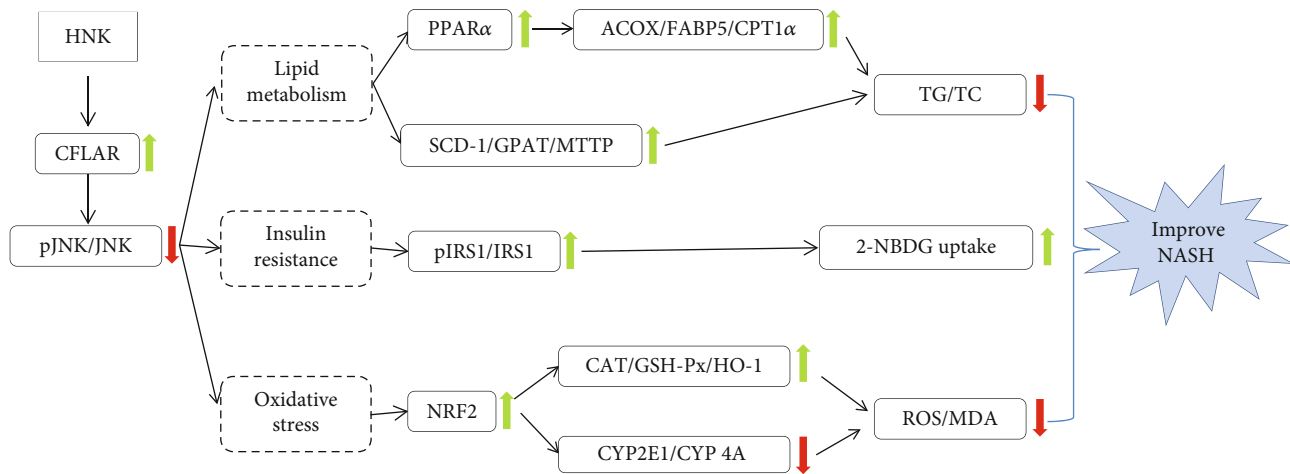 HNK
CFLAR
pJNK/JNK
Lipid
metabolism
PPARα
ACOX/FABP5/CPT1α
SCD-1/GPAT/MTTP
TG/TC
Insulin
resistance
pIRS1/IRS1
2-NBDG uptake
Oxidative
stress
NRF2
CAT/GSH-Px/HO-1
CYP2E1/CYP 4A
ROS/MDA
Improve
NASH